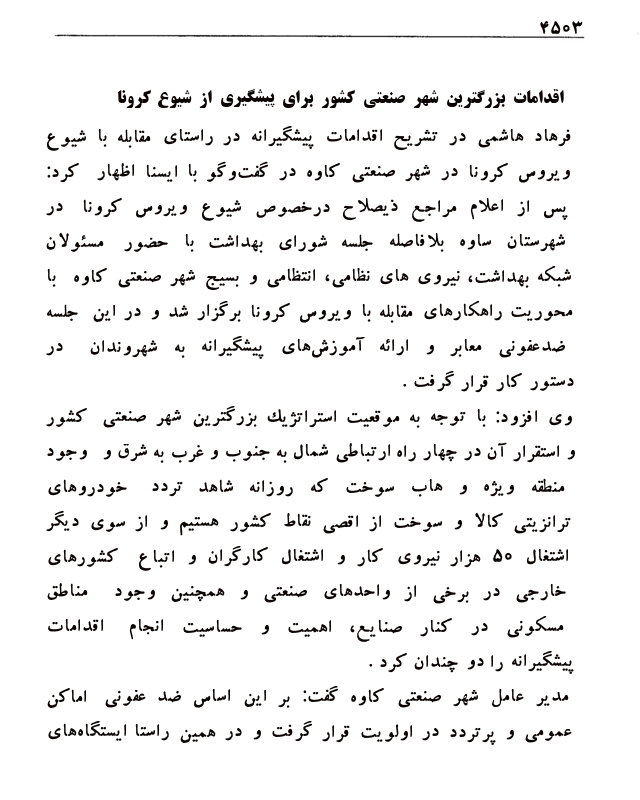 ۴۵۰۳
اقدامات بزرگترین شهر صنعتی کشور برای پیشگیری از شیوع کرونا
فرهاد هاشمی در تشریح اقدامات پیشگیرانه در راستای مقابله با شیوع
ویروس کرونا در شهر صنعتی کاوه در گفت‌وگو با ایسنا اظهار کرد:
پس از اعلام مراجع ذیصلاح درخصوص شیوع ویروس کرونا در
شهرستان ساوه بلافاصله جلسه شورای بهداشت با حضور مسئولان
شبکه بهداشت، نیروی های نظامی، انتظامی و بسیج شهر صنعتی کاوه با
محوریت راهکارهای مقابله با ویروس کرونا برگزار شد و در این جلسه
ضدعفونی معابر و ارائه آموزش‌های پیشگیرانه به شهروندان در
دستور کار قرار گرفت .
وی افزود: با توجه به موقعیت استراتژیك بزرگترین شهر صنعتی کشور
و استقرار آن در چهار راه ارتباطی شمال به جنوب و غرب به شرق و وجود
منطقه ویژه و هاب سوخت که روزانه شاهد تردد خودروهای
ترانزیتی کالا و سوخت از اقصی نقاط کشور هستیم و از سوی دیگر
اشتغال ۵۰ هزار نیروی کار و اشتغال کارگران و اتباع کشورهای
خارجی در برخی از واحدهای صنعتی و همچنین وجود مناطق
مسکونی در کنار صنایع، اهمیت و حساسیت انجام اقدامات
پیشگیرانه را دو چندان کرد .
مدیر عامل شهر صنعتی کاوه گفت: بر این اساس ضد عفونی اماکن
عمومی و پرتردد در اولویت قرار گرفت و در همین راستا ایستگاه‌های